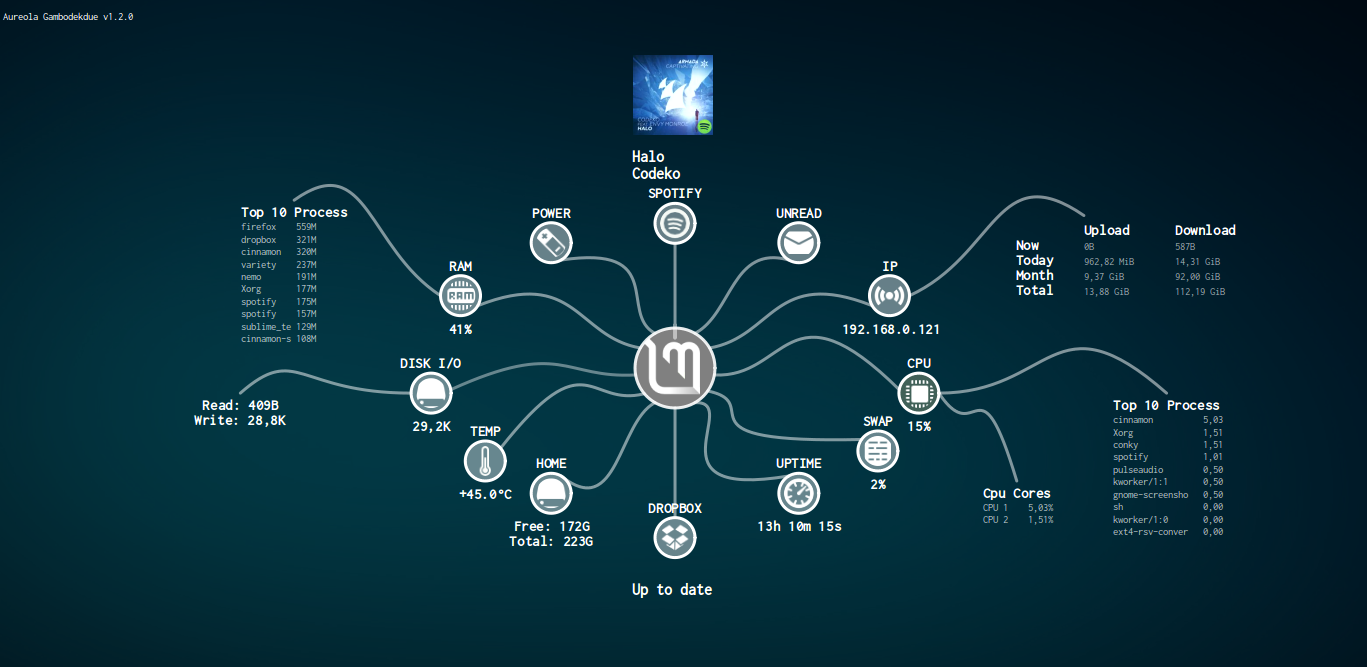 Aureola Gambodekdue v1.2.0
ARMADA
CAPTIVATING
HALO
Halo
Codeko
SPOTIFY
POWER
UNREAD
RAM
RAM
41%
IP
192.168.0.121
Top 10 Process
firefox 559M
dropbox 321M
cinnamon 320M
variety 237M
nemo 191M
Xorg 177M
spotify 175M
spotify 157M
sublime_te 129M
cinnamon-s 108M
Upload Download
Now 0B 587B
Today 962,82 MiB 14,31 GiB
Month 9,37 GiB 92,00 GiB
Total 13,88 GiB 112,19 GiB
DISK I/O
29,2K
Read: 409B
Write: 28,8K
TEMP
+45.0°C
HOME
Free: 172G
Total: 223G
DROPBOX
Up to date
UPTIME
13h 10m 15s
SWAP
2%
CPU
15%
Cpu Cores
CPU 1 5,03%
CPU 2 1,51%
Top 10 Process
cinnamon 5,03
Xorg 1,51
conky 1,51
spotify 1,01
pulseaudio 0,50
kworker/1:1 0,50
gnome-screensho 0,50
sh 0,00
kworker/1:0 0,00
ext4-rsv-conver 0,00